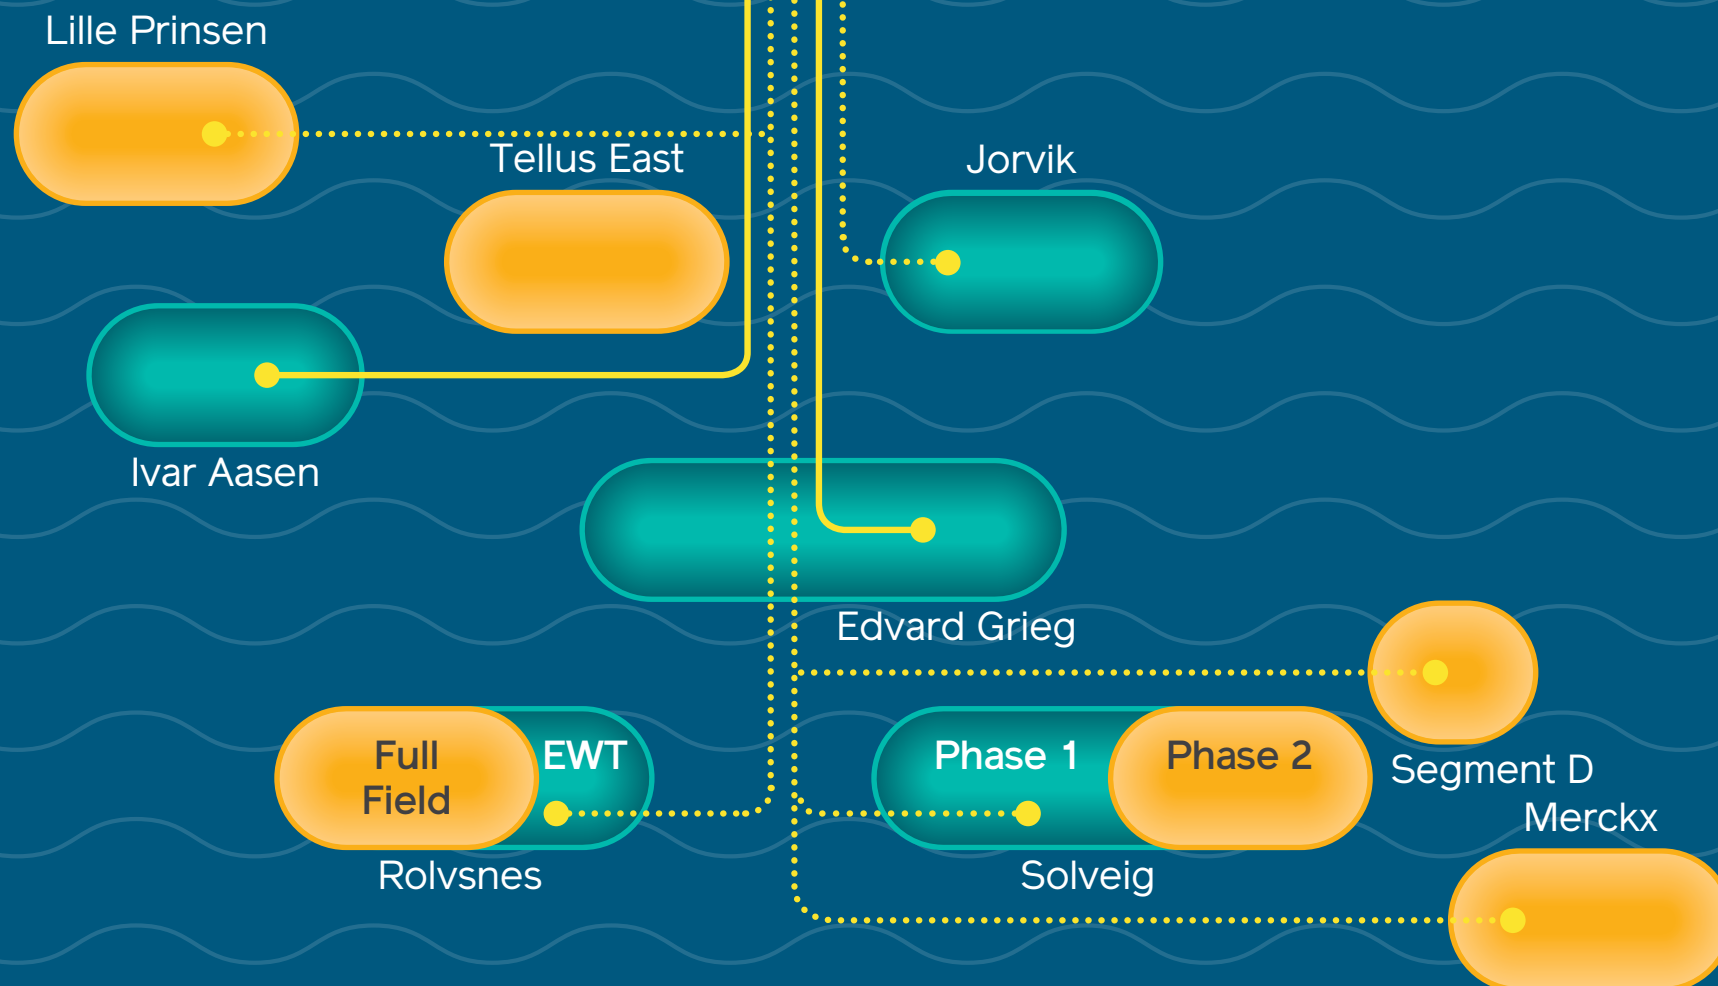 Lille Prinsen
Tellus East
Jorvik
Ivar Aasen
Edvard Grieg
Full
Field
EWT
Rolvsnes
Phase 1
Phase 2
Solveig
Segment D
Merckx